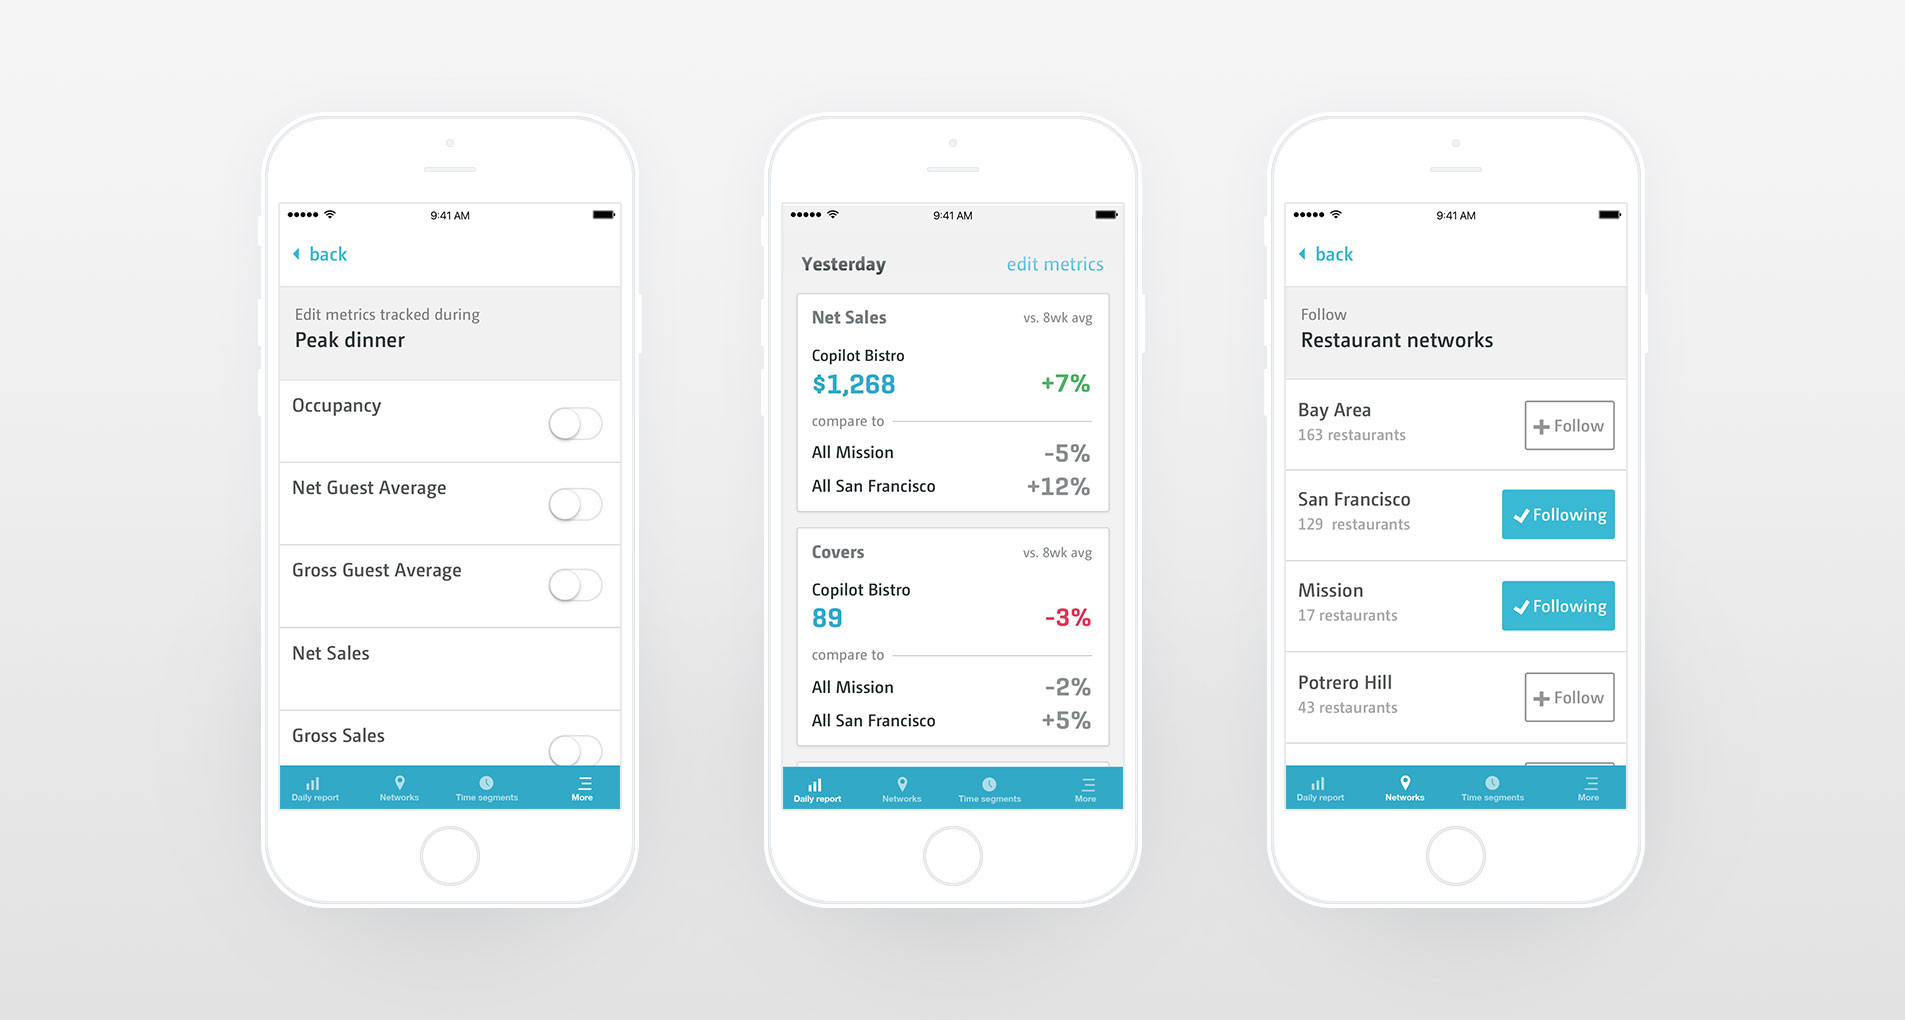 9:41 AM
back
Edit metrics tracked during
Peak dinner
Occupancy
Net Guest Average
Gross Guest Average
Net Sales
Gross Sales
Daily report Networks Time segments More
9:41 AM
Yesterday edit metrics
Net Sales vs. 8wk avg
Copilot Bistro
$1,268 +7%
compare to
All Mission -5%
All San Francisco +12%
Covers vs. 8wk avg
Copilot Bistro
89 -3%
compare to
All Mission -2%
All San Francisco +5%
Daily report Networks Time segments More
9:41 AM
back
Follow
Restaurant networks
Bay Area
163 restaurants
Follow
San Francisco
129 restaurants
Following
Mission
17 restaurants
Following
Potrero Hill
43 restaurants
Follow
Daily report Networks Time segments More